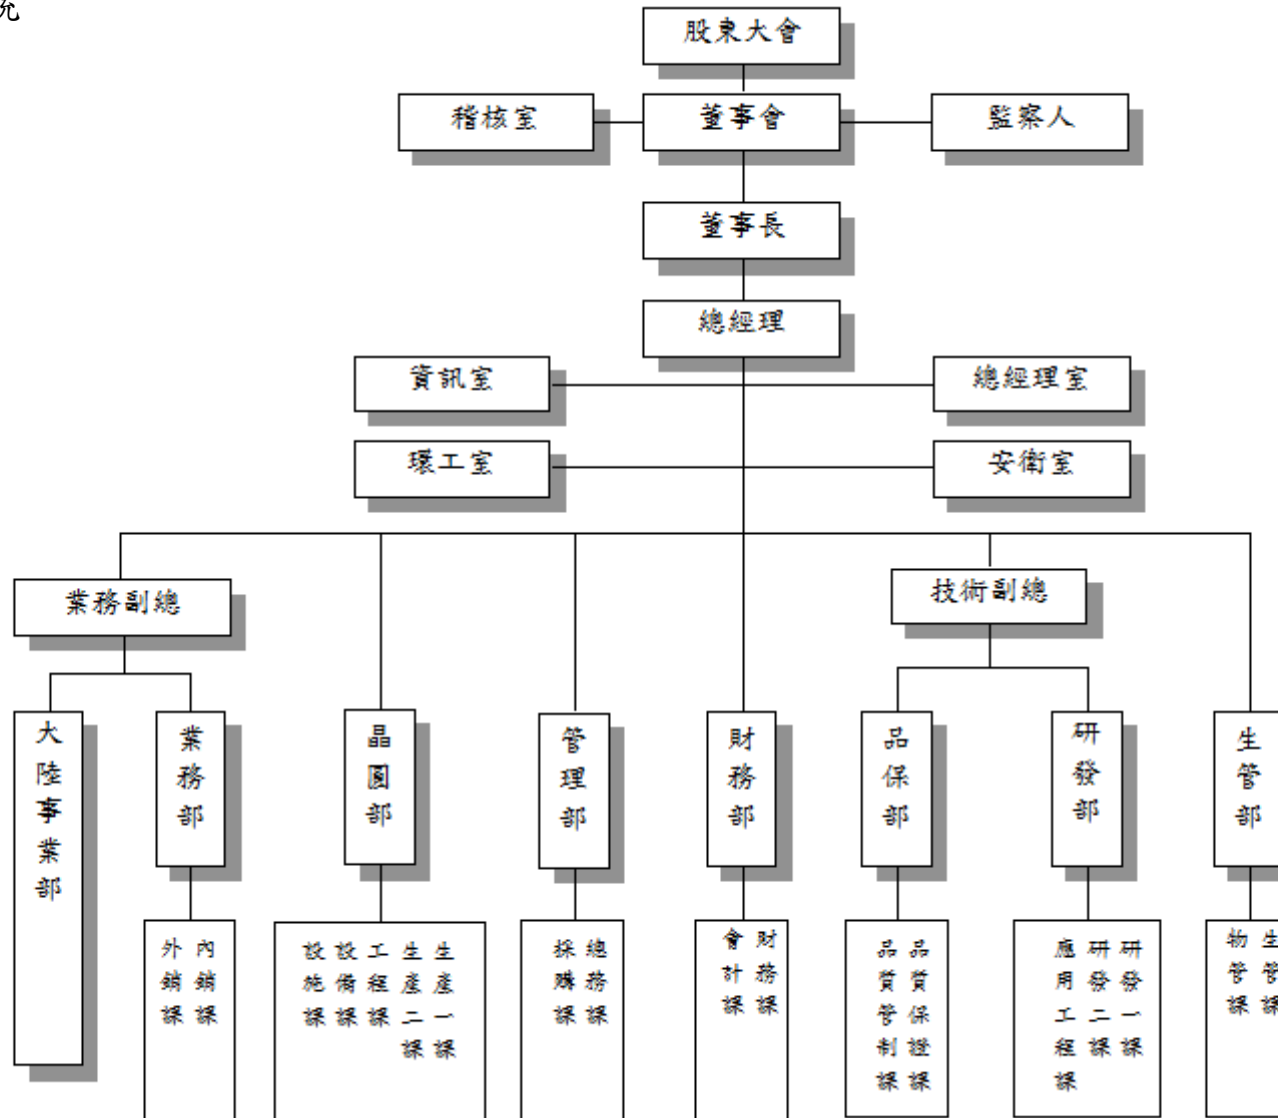 股東大會
稽核室
董事會
監察人
董事長
總經理
資訊室
總經理室
環工室
安衛室
業務副總
技術副總
大陸事業部
業務部
晶圓部
管理部
財務部
品保部
研發部
生管部
內銷課
外銷課
生產一課
生產二課
工程課
設備課
設施課
總務課
採購課
財務課
會計課
品質保證課
品質管制課
研發一課
研發二課
應用工程課
生管課
物管課